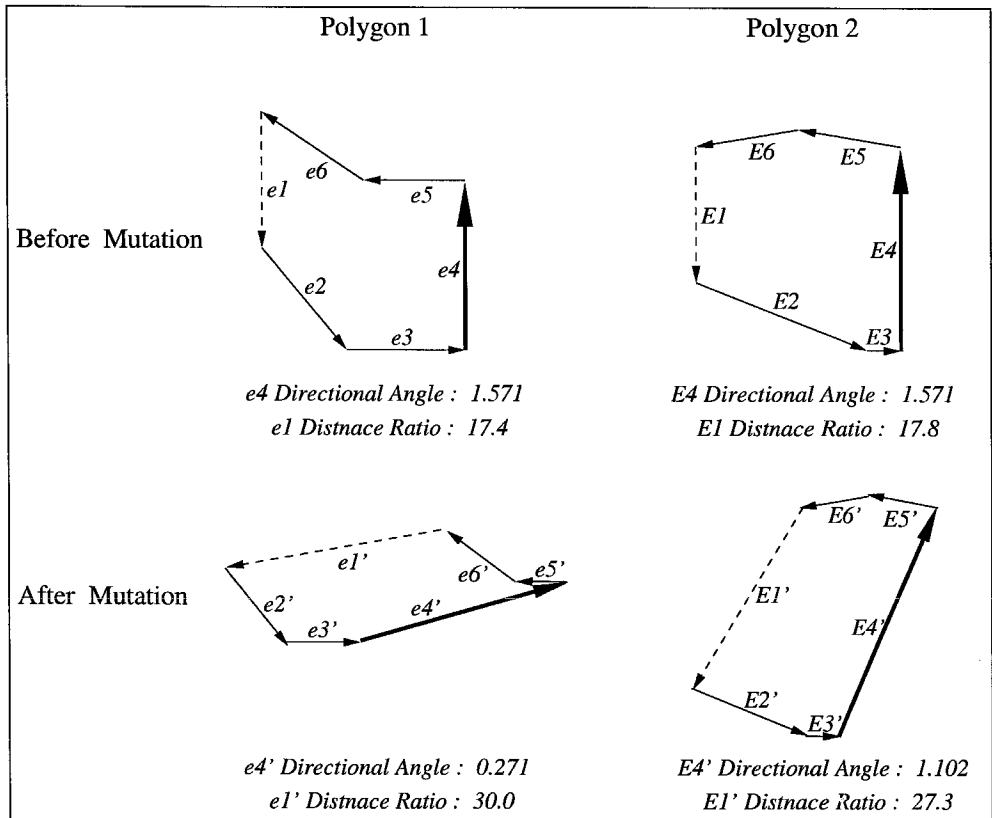 Polygon 1
Polygon 2
Before Mutation
e1
e6
e5
e4
e2
e3
E6
E5
E1
E4
E2
E3
e4 Directional Angle : 1.571
e1 Distnace Ratio : 17.4
E4 Directional Angle : 1.571
E1 Distnace Ratio : 17.8
After Mutation
e1'
e6'
e5'
e2'
e3'
e4'
E6'
E5'
E1'
E4'
E2'
E3'
e4' Directional Angle : 0.271
e1' Distnace Ratio : 30.0
E4' Directional Angle : 1.102
E1' Distnace Ratio : 27.3